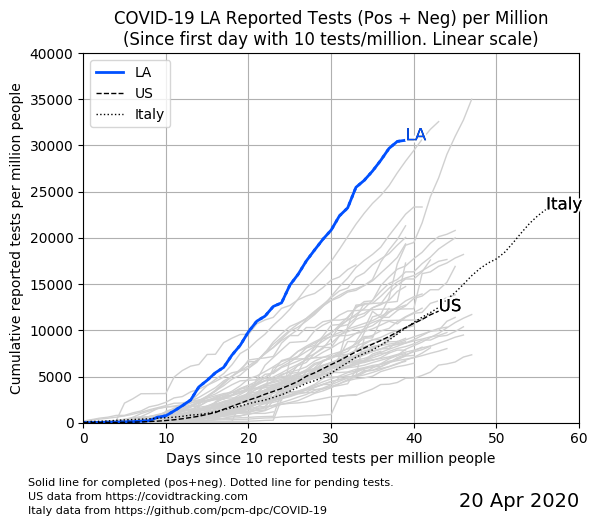 COVID-19 LA Reported Tests (Pos + Neg) per Million
(Since first day with 10 tests/million. Linear scale)
40000
35000
30000
25000
20000
15000
10000
5000
0
Cumulative reported tests per million people
LA
US
Italy
LA
Italy
US
0 10 20 30 40 50 60
Days since 10 reported tests per million people
Solid line for completed (pos+neg). Dotted line for pending tests.
US data from https://covidtracking.com
Italy data from https://github.com/pcm-dpc/COVID-19
20 Apr 2020